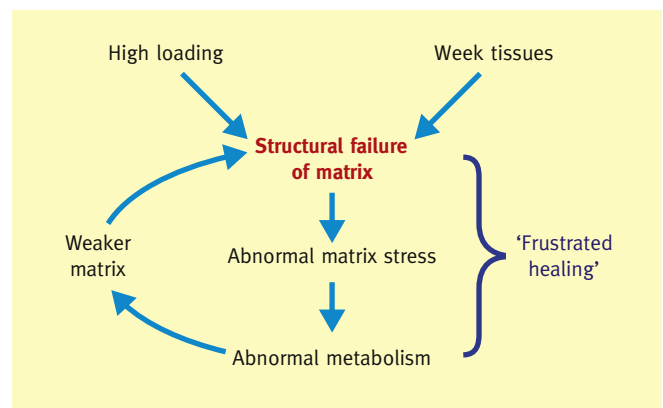 High loading
Week tissues
Structural failure
of matrix
Weaker
matrix
Abnormal matrix stress
'Frustrated
healing'
Abnormal metabolism